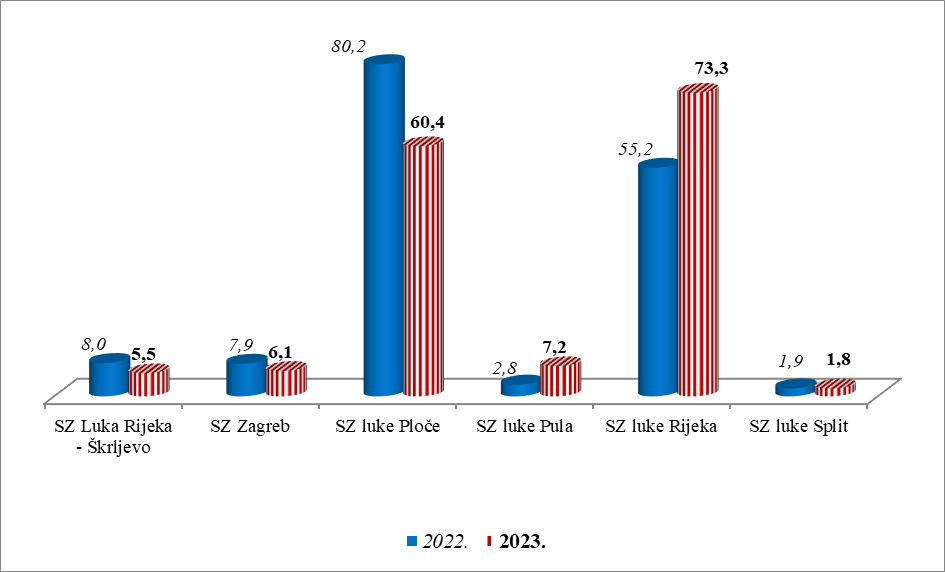 80,2
73,3
60,4
55,2
8,0
5,5
7,9
6,1
2,8
7,2
1,9
1,8
SZ Luka Rijeka
- Škrljevo
SZ Zagreb
SZ luke Ploče
SZ luke Pula
SZ luke Rijeka
SZ luke Split
2022.
2023.